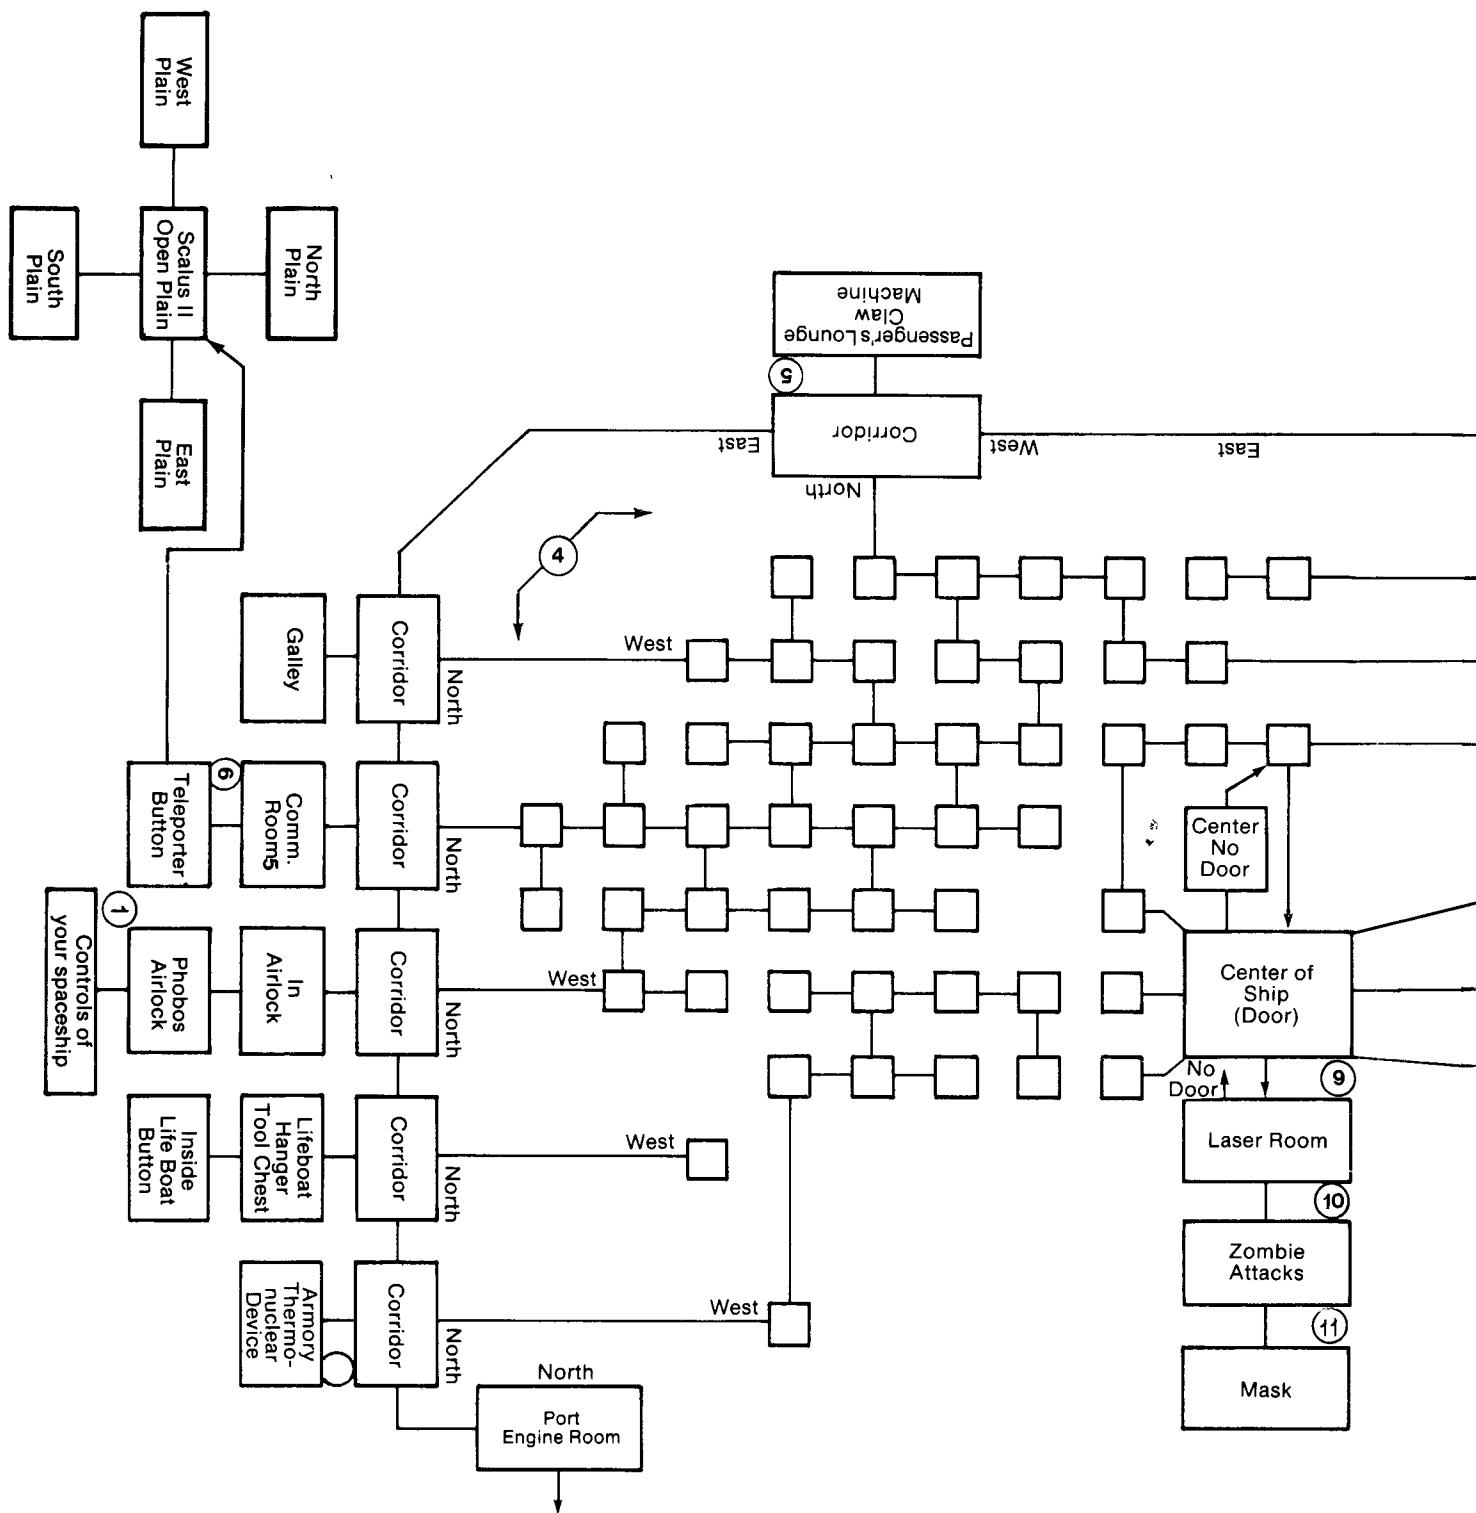 West
Plain
Scalus II
Open Plain
North
Plain
South
Plain
East
Plain
Passenger's Lounge
Claw
Machine
5
Corridor
East
West
East
North
4
Galley
Corridor
North
West
Teleporter
Button
6
Comm.
Room5
Corridor
North
Center
No
Door
1
Controls of
your spaceship
Phobos
Airlock
In
Airlock
Corridor
North
West
Center of
Ship
(Door)
No
Door
9
Laser Room
Inside
Life Boat
Button
Lifeboat
Hanger
Tool Chest
Corridor
North
West
10
Zombie
Attacks
Armory
Thermo-
nuclear
Device
Corridor
North
West
11
Mask
North
Port
Engine Room